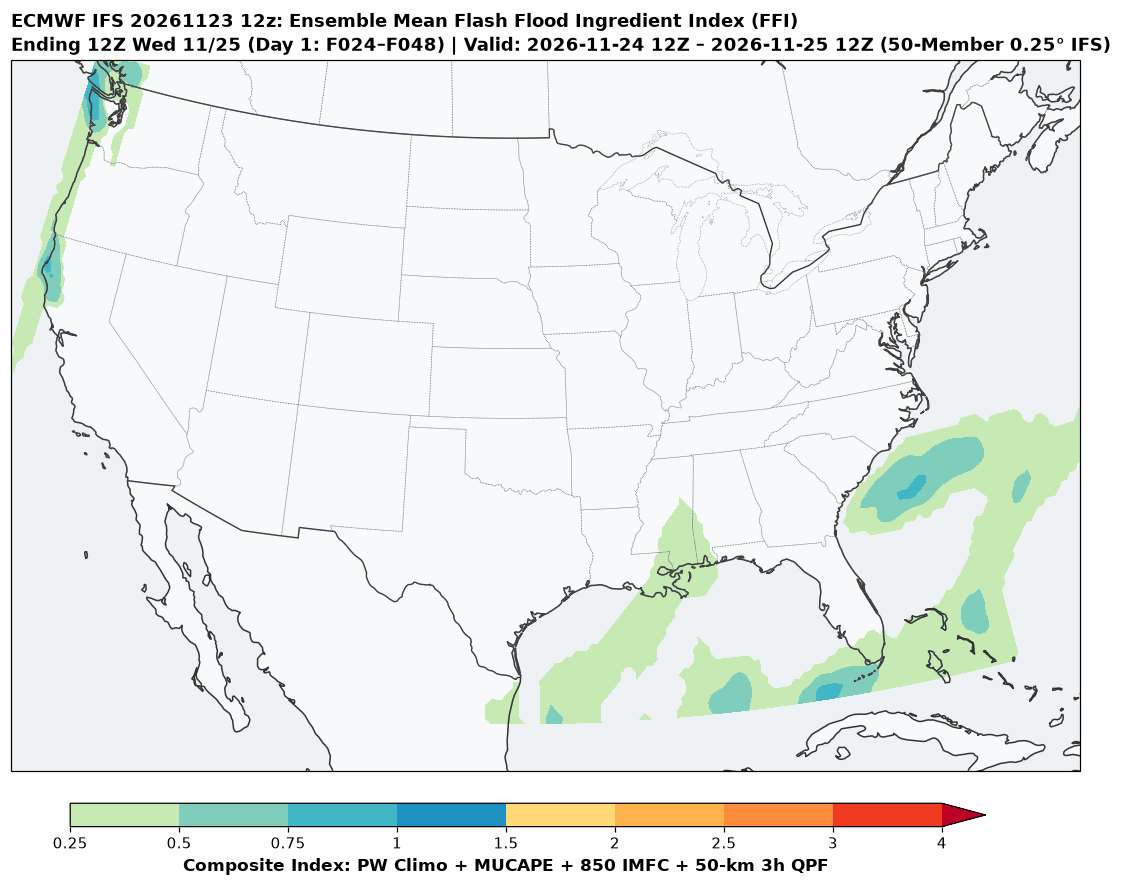 ECMWF IFS 20261123 12z: Ensemble Mean Flash Flood Ingredient Index (FFI)
Ending 12Z Wed 11/25 (Day 1: F024–F048) | Valid: 2026-11-24 12Z – 2026-11-25 12Z (50-Member 0.25° IFS)
0.25 0.5 0.75 1 1.5 2 2.5 3 4
Composite Index: PW Climo + MUCAPE + 850 IMFC + 50-km 3h QPF